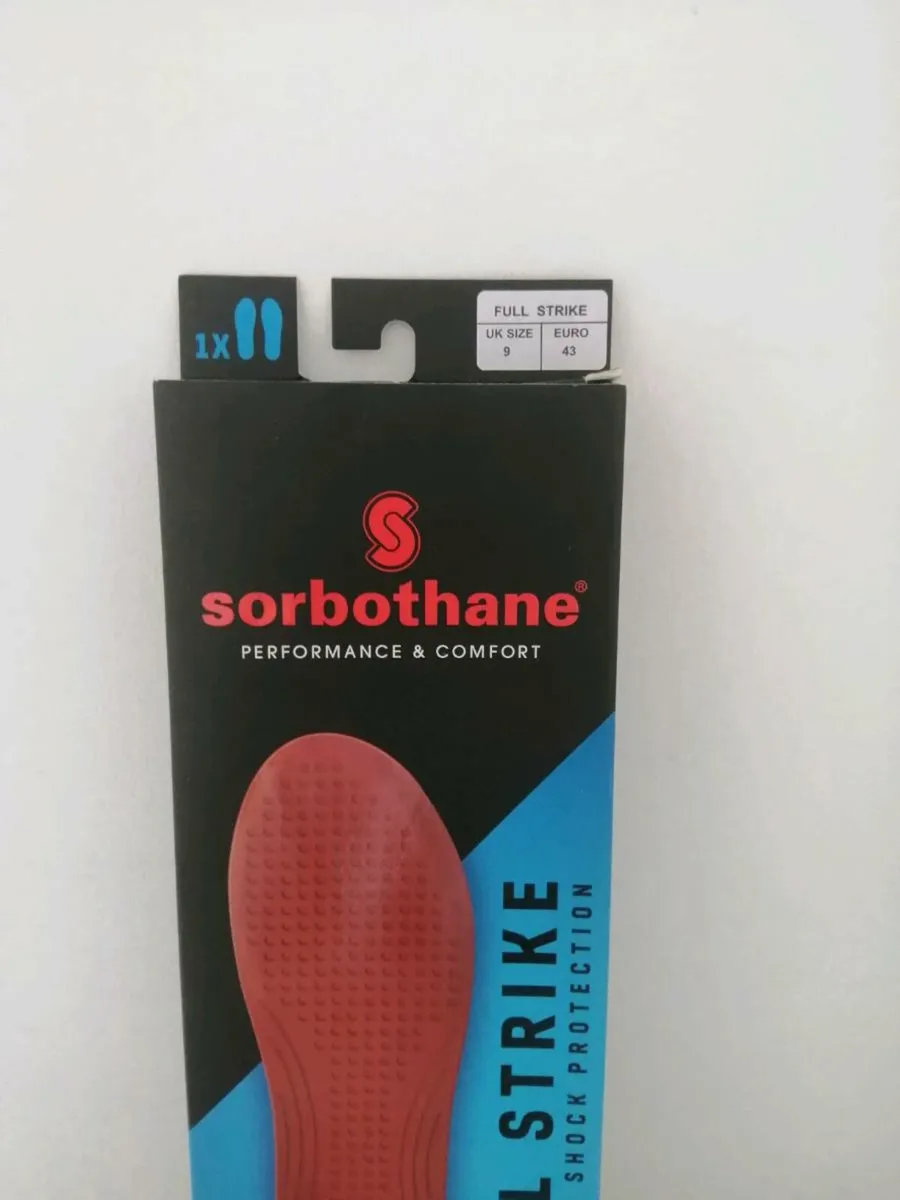 1X
FULL STRIKE
UK SIZE EURO
9 43
S
sorbothane®
PERFORMANCE & COMFORT
L STRIKE
SHOCK PROTECTION